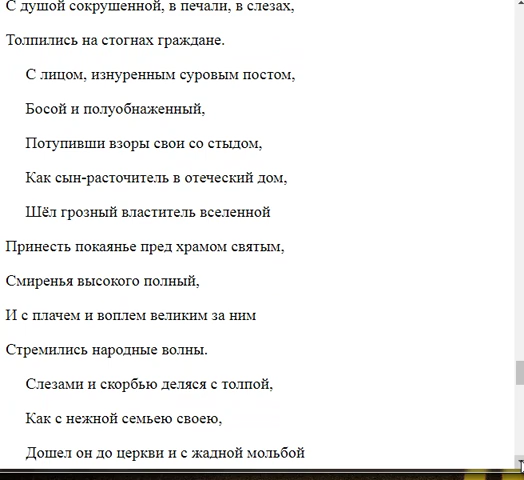 С душой сокрушенной, в печали, в слезах,
Толпились на стогнах граждане.
С лицом, изнуренным суровым постом,
Босой и полуобнаженный,
Потупивши взоры свои со стыдом,
Как сын-расточитель в отеческий дом,
Шёл грозный властитель вселенной
Принесть покаянье пред храмом святым,
Смиренья высокого полный,
И с плачем и воплем великим за ним
Стремились народные волны.
Слезами и скорбью деляся с толпой,
Как с нежной семьею своею,
Дошел он до церкви и с жадной мольбой